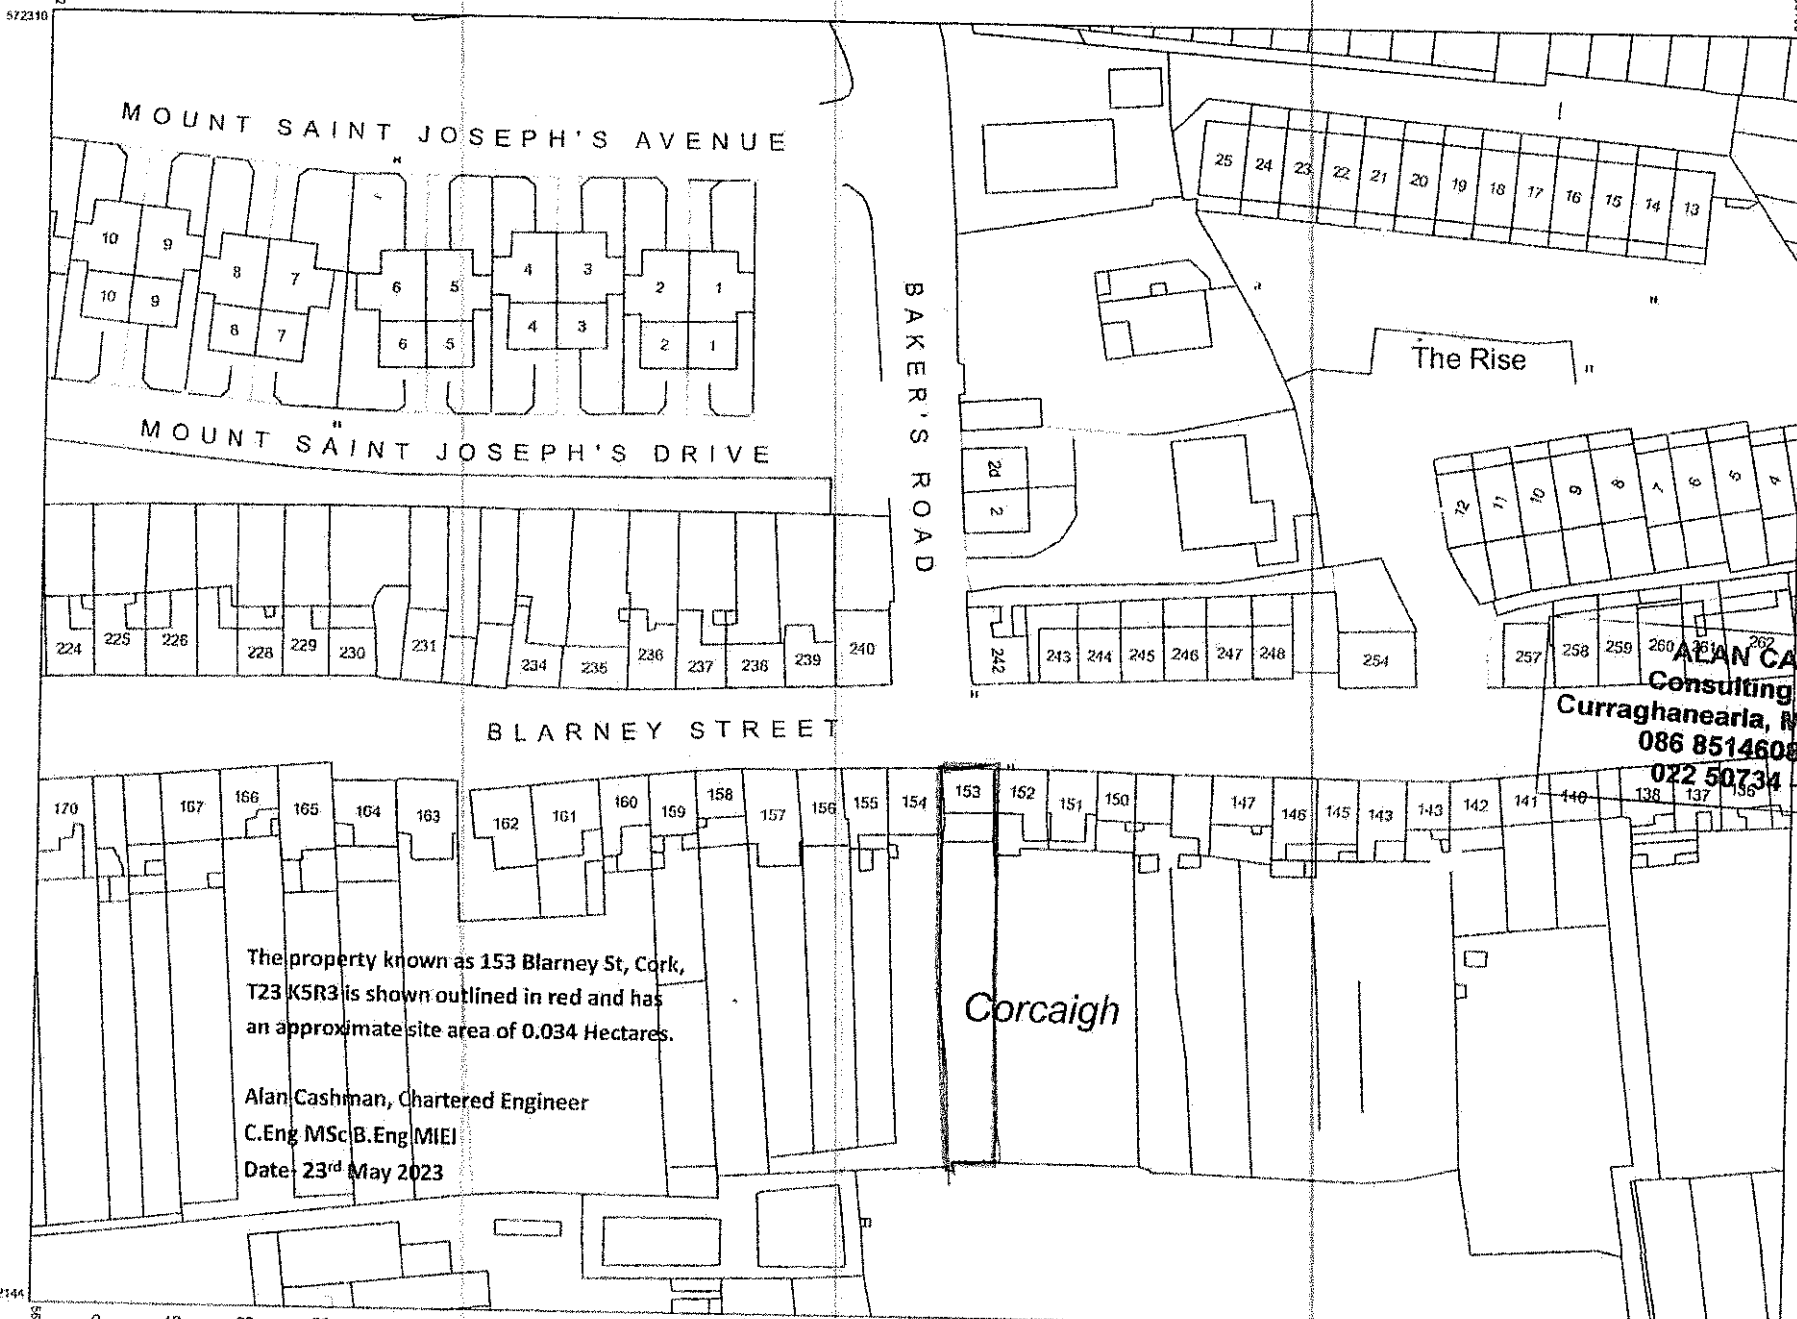 572310
MOUNT SAINT JOSEPH'S AVENUE
25 24 23 22 21 20 19 18 17 16 15 14 13
10 9 8 7 6 5 4 3 2 1
10 9 8 7 6 5 4 3 2 1
BAKER'S ROAD
The Rise
MOUNT SAINT JOSEPH'S DRIVE
2d
2
12 11 10 9 8 7 6 5 4
224 225 226 228 229 230 231 234 235 236 237 238 239 240
242 243 244 245 246 247 248 254 257 258 259 260 261 262
ALAN CA
Consulting
Curraghanearla, M
086 8514608
022 50734
BLARNEY STREET
170 167 166 165 164 163 162 161 160 159 158 157 156 155 154 153 152 151 150 147 146 145 143 143 142 141 140 138 137 136
The property known as 153 Blarney St, Cork,
T23 K5R3 is shown outlined in red and has
an approximate site area of 0.034 Hectares.
Corcaigh
Alan Cashman, Chartered Engineer
C.Eng MSc B.Eng MIEI
Date- 23rd May 2023
2144